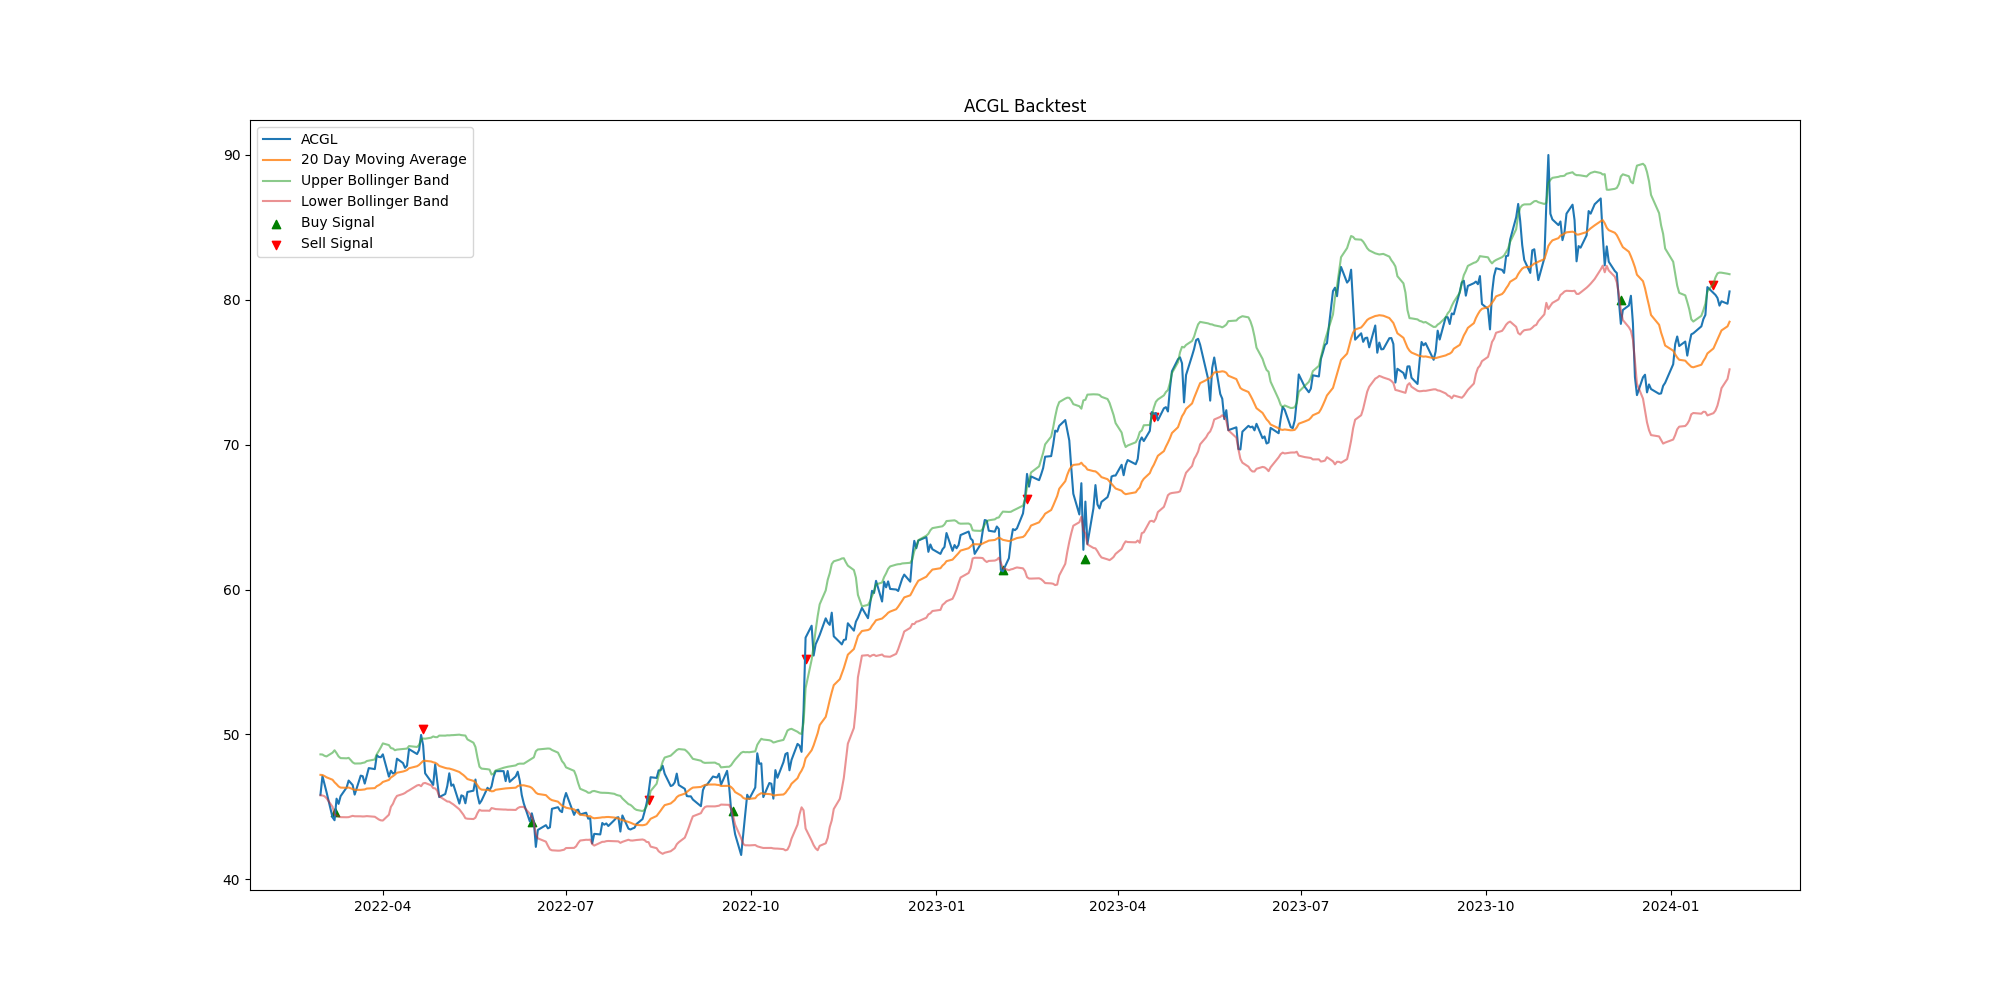 ACGL Backtest
ACGL
20 Day Moving Average
Upper Bollinger Band
Lower Bollinger Band
Buy Signal
Sell Signal
90
80
70
60
50
40
2022-04 2022-07 2022-10 2023-01 2023-04 2023-07 2023-10 2024-01